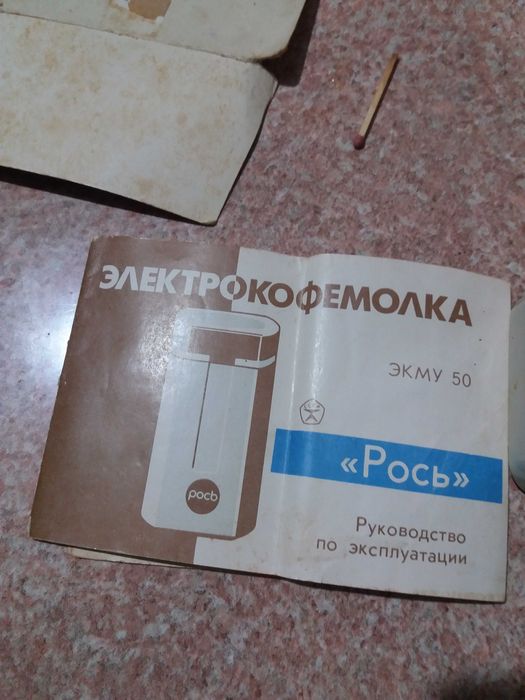 ЭЛЕКТРОКОФЕМОЛКА
ЭКМУ 50
«Рось»
рось
Руководство
по эксплуатации